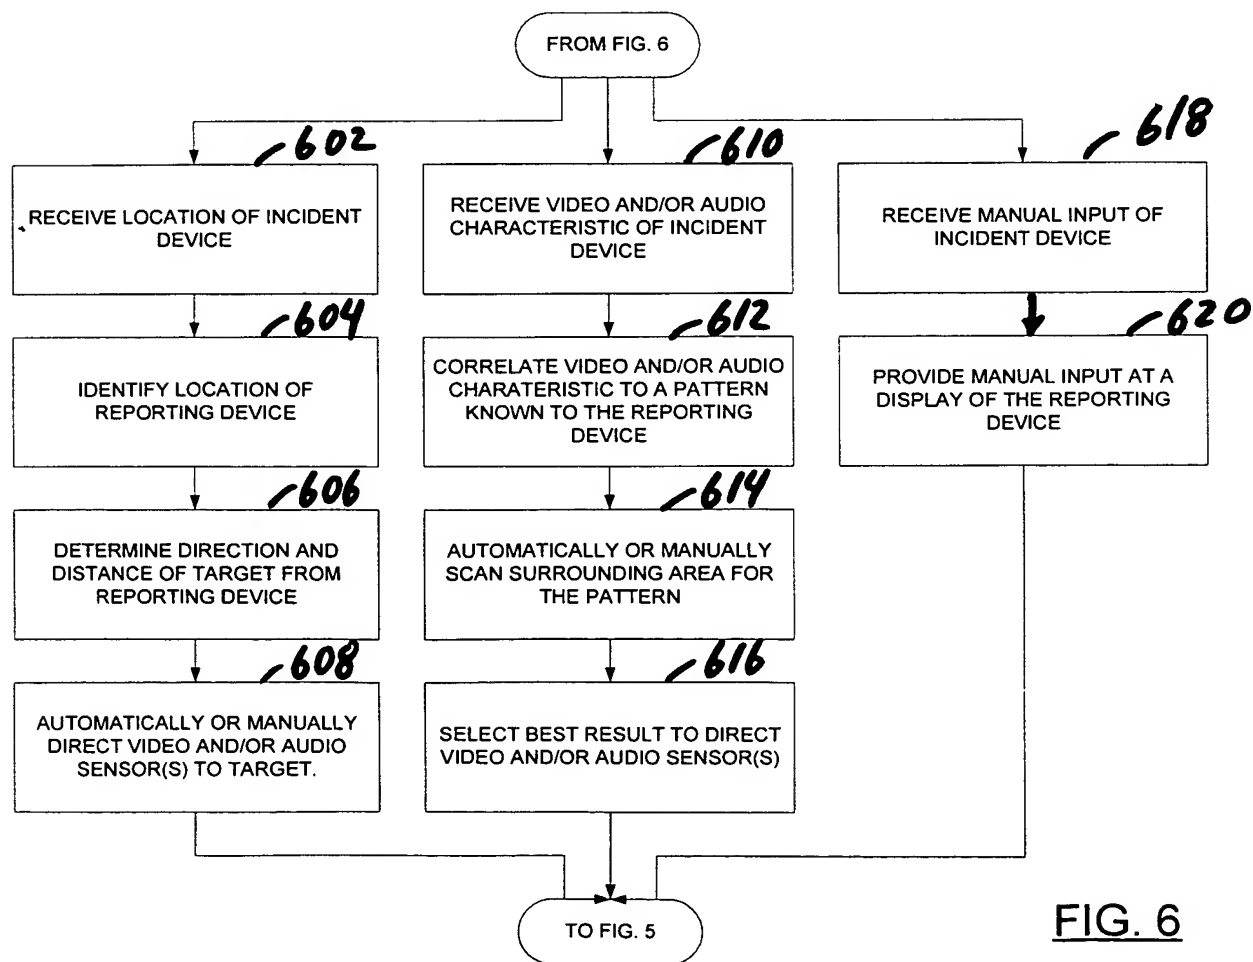 FROM FIG. 6
602
RECEIVE LOCATION OF INCIDENT
DEVICE
604
IDENTIFY LOCATION OF
REPORTING DEVICE
606
DETERMINE DIRECTION AND
DISTANCE OF TARGET FROM
REPORTING DEVICE
608
AUTOMATICALLY OR MANUALLY
DIRECT VIDEO AND/OR AUDIO
SENSOR(S) TO TARGET.
610
RECEIVE VIDEO AND/OR AUDIO
CHARACTERISTIC OF INCIDENT
DEVICE
612
CORRELATE VIDEO AND/OR AUDIO
CHARATERISTIC TO A PATTERN
KNOWN TO THE REPORTING
DEVICE
614
AUTOMATICALLY OR MANUALLY
SCAN SURROUNDING AREA FOR
THE PATTERN
616
SELECT BEST RESULT TO DIRECT
VIDEO AND/OR AUDIO SENSOR(S)
618
RECEIVE MANUAL INPUT OF
INCIDENT DEVICE
620
PROVIDE MANUAL INPUT AT A
DISPLAY OF THE REPORTING
DEVICE
TO FIG. 5
FIG. 6